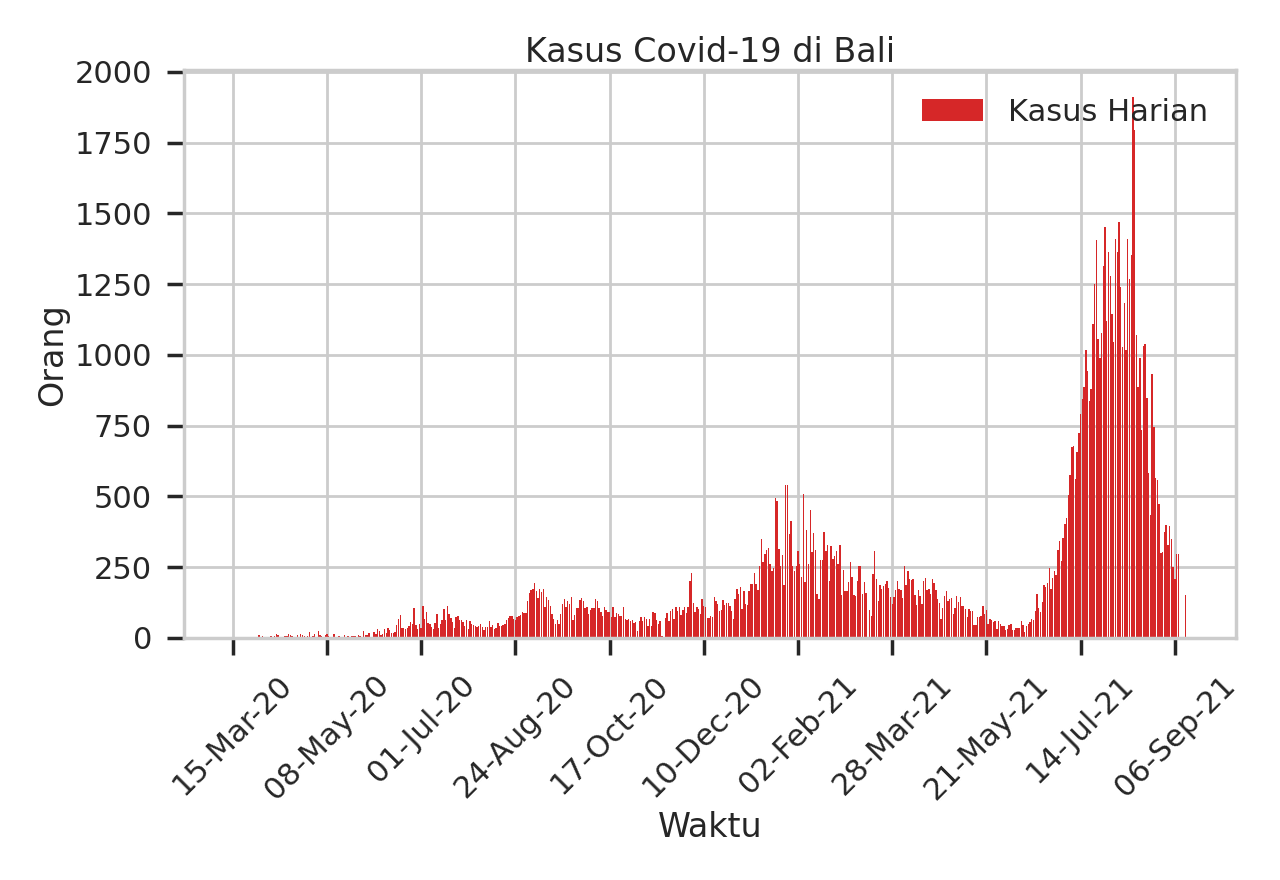 Kasus Covid-19 di Bali
Kasus Harian
2000
1750
1500
1250
1000
750
500
250
0
Orang
15-Mar-20
08-May-20
01-Jul-20
24-Aug-20
17-Oct-20
10-Dec-20
02-Feb-21
28-Mar-21
21-May-21
14-Jul-21
06-Sep-21
Waktu